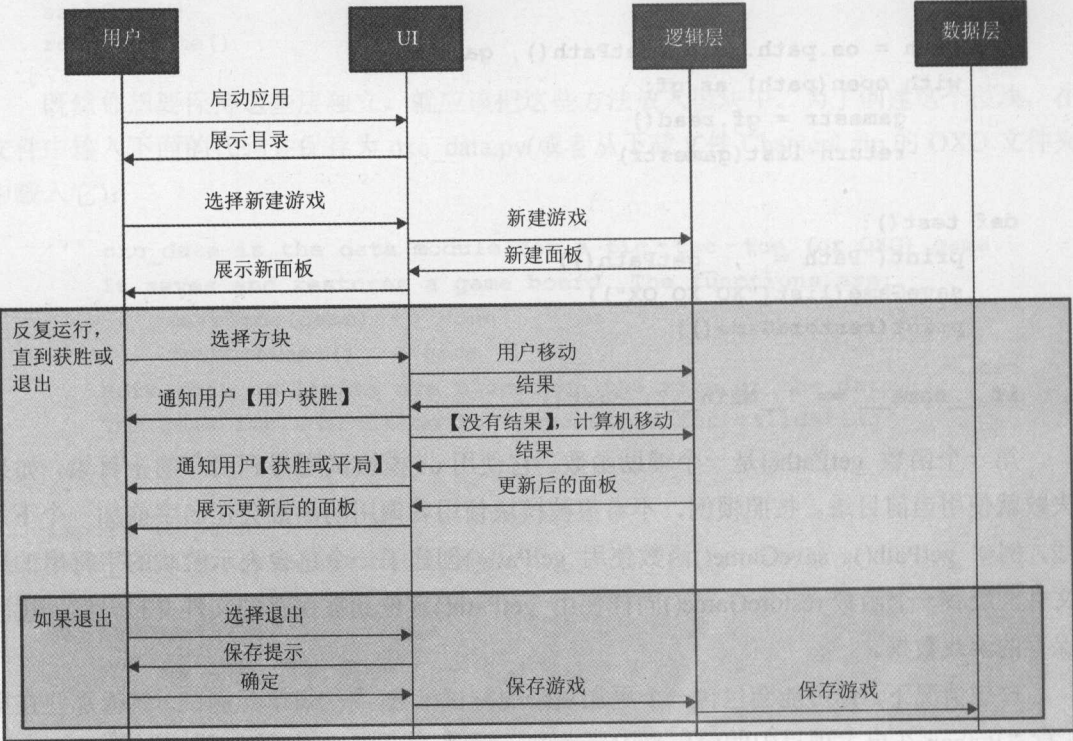 用户
UI
逻辑层
数据层
启动应用
展示目录
选择新建游戏
新建游戏
新建面板
展示新面板
反复运行，
直到获胜或
退出
选择方块
用户移动
结果
通知用户【用户获胜】
【没有结果】，计算机移动
结果
通知用户【获胜或平局】
更新后的面板
展示更新后的面板
如果退出
选择退出
保存提示
确定
保存游戏
保存游戏